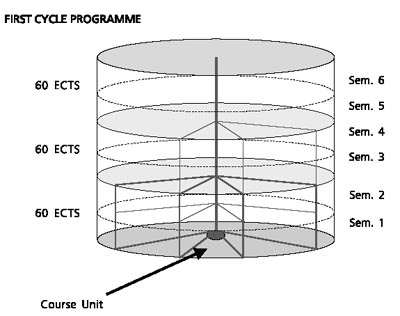 FIRST CYCLE PROGRAMME
60 ECTS
Sem. 6
Sem. 5
60 ECTS
Sem. 4
Sem. 3
60 ECTS
Sem. 2
Sem. 1
Course Unit